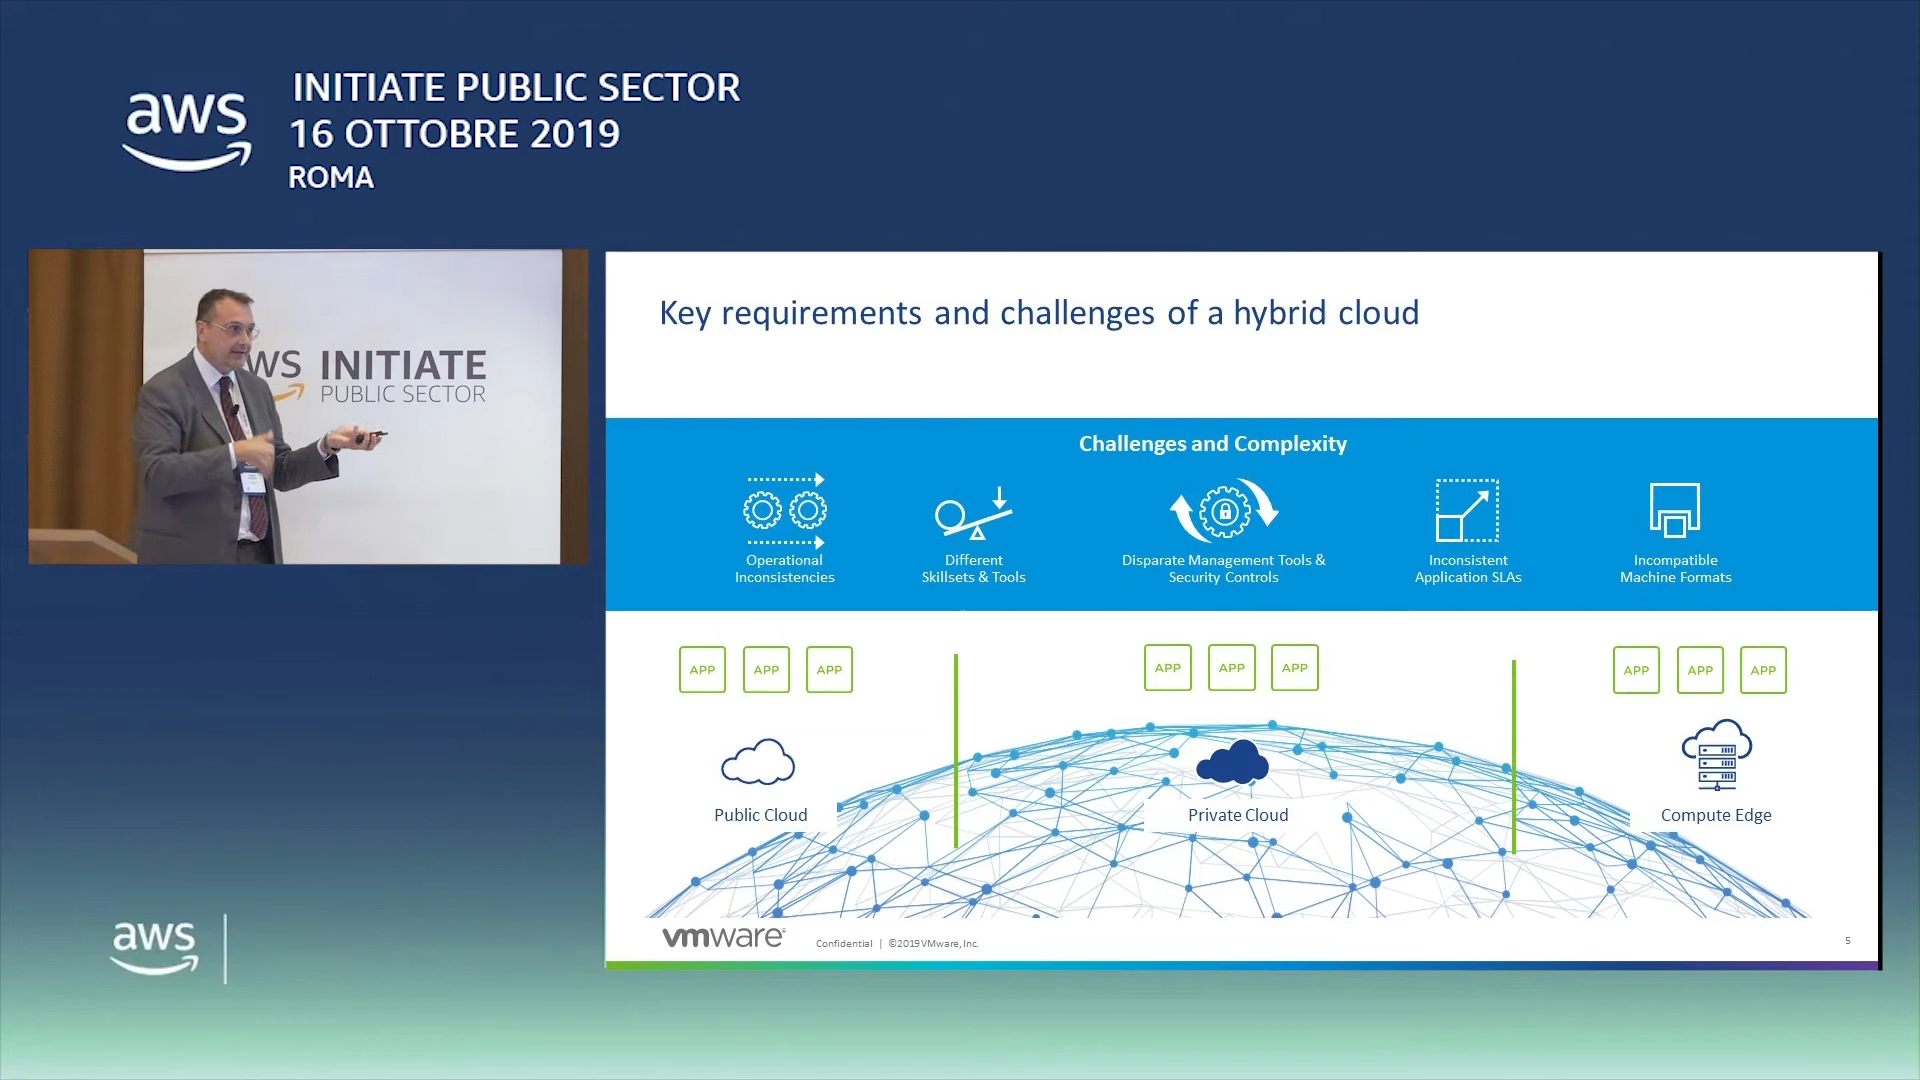 aws
INITIATE PUBLIC SECTOR
16 OTTOBRE 2019
ROMA
WS INITIATE
PUBLIC SECTOR
Key requirements and challenges of a hybrid cloud
Challenges and Complexity
Operational
Inconsistencies
Different
Skillsets & Tools
Disparate Management Tools &
Security Controls
Inconsistent
Application SLAs
Incompatible
Machine Formats
APP APP APP
APP APP APP
APP APP APP
Public Cloud
Private Cloud
Compute Edge
vmware®
Confidential | ©2019 VMware, Inc.
5
aws